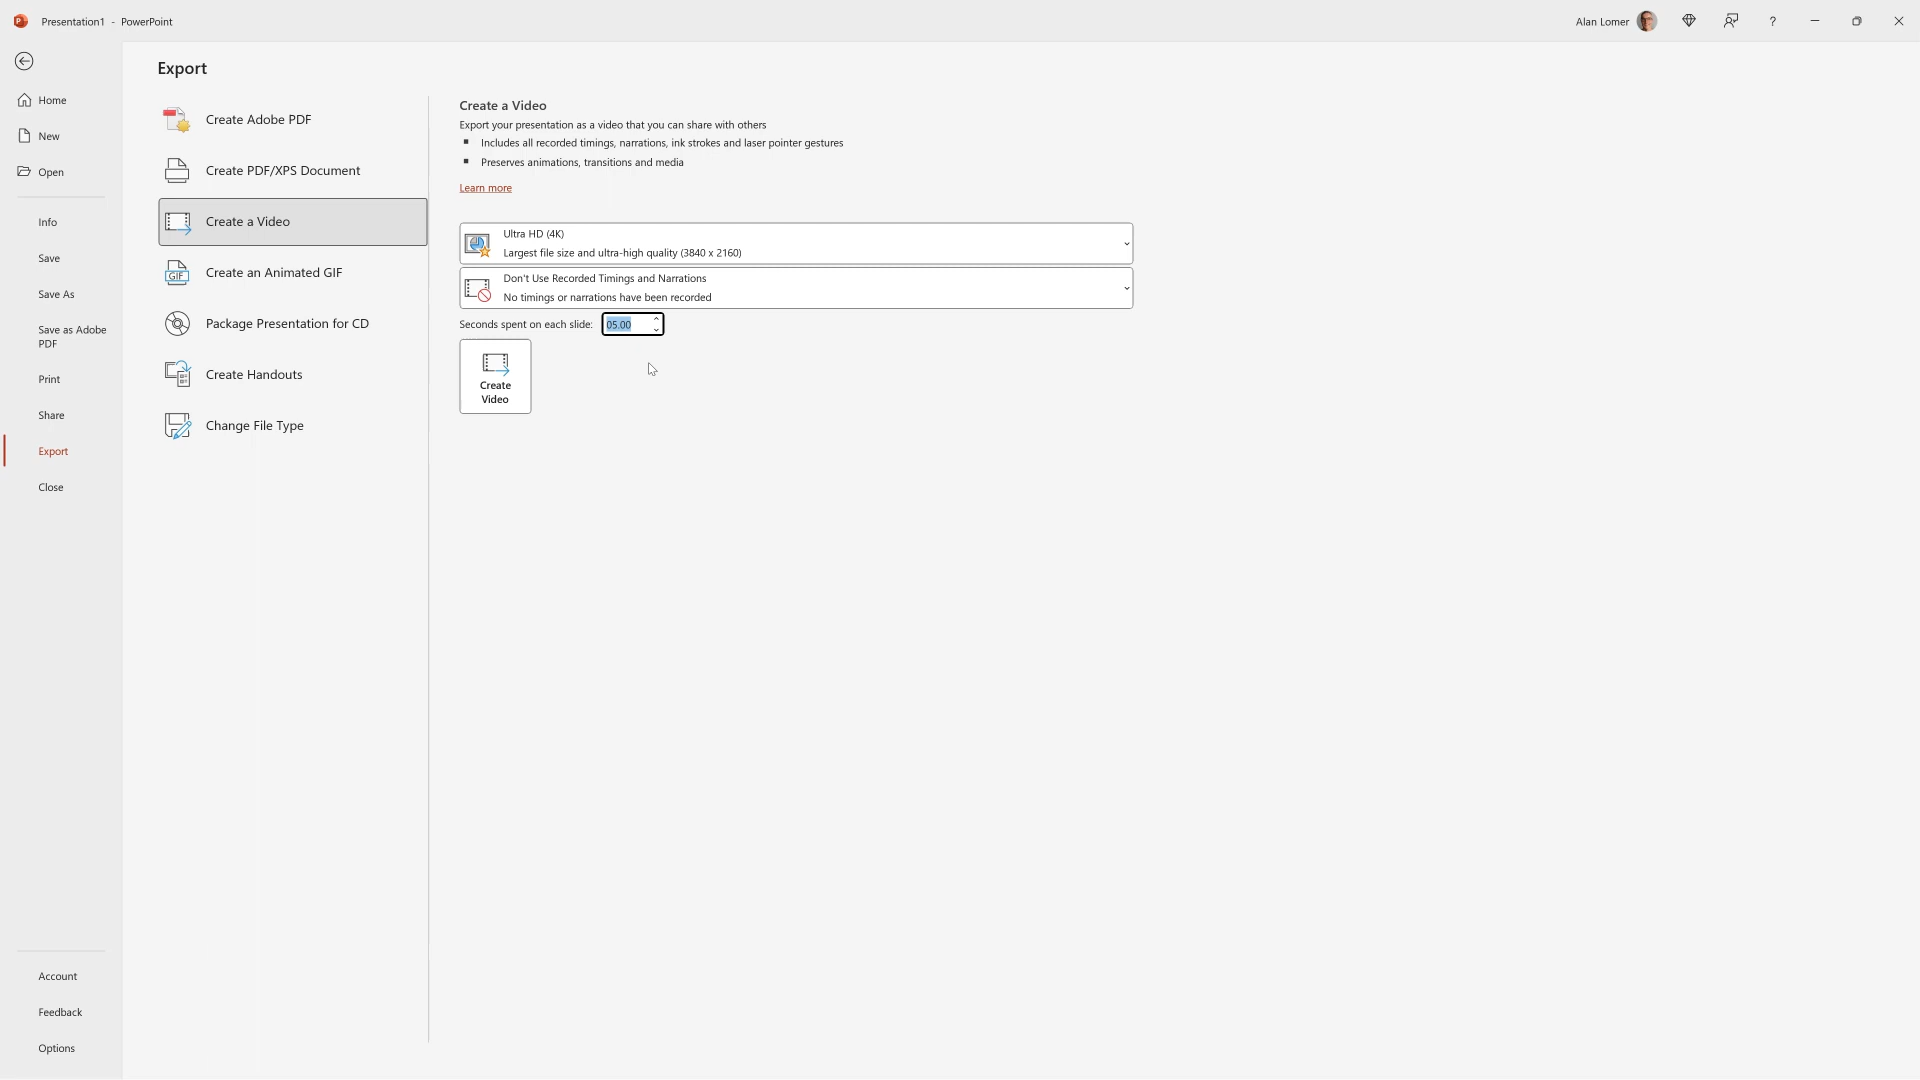 Presentation1 - PowerPoint
Alan Lomer
?
Home
New
Open
Info
Save
Save As
Save as Adobe
PDF
Print
Share
Export
Close
Account
Feedback
Options
Export
Create Adobe PDF
Create PDF/XPS Document
Create a Video
GIF
Create an Animated GIF
Package Presentation for CD
Create Handouts
Change File Type
Create a Video
Export your presentation as a video that you can share with others
▪ Includes all recorded timings, narrations, ink strokes and laser pointer gestures
▪ Preserves animations, transitions and media
Learn more
Ultra HD (4K)
Largest file size and ultra-high quality (3840 x 2160)
Don't Use Recorded Timings and Narrations
No timings or narrations have been recorded
Seconds spent on each slide: 05.00
Create
Video